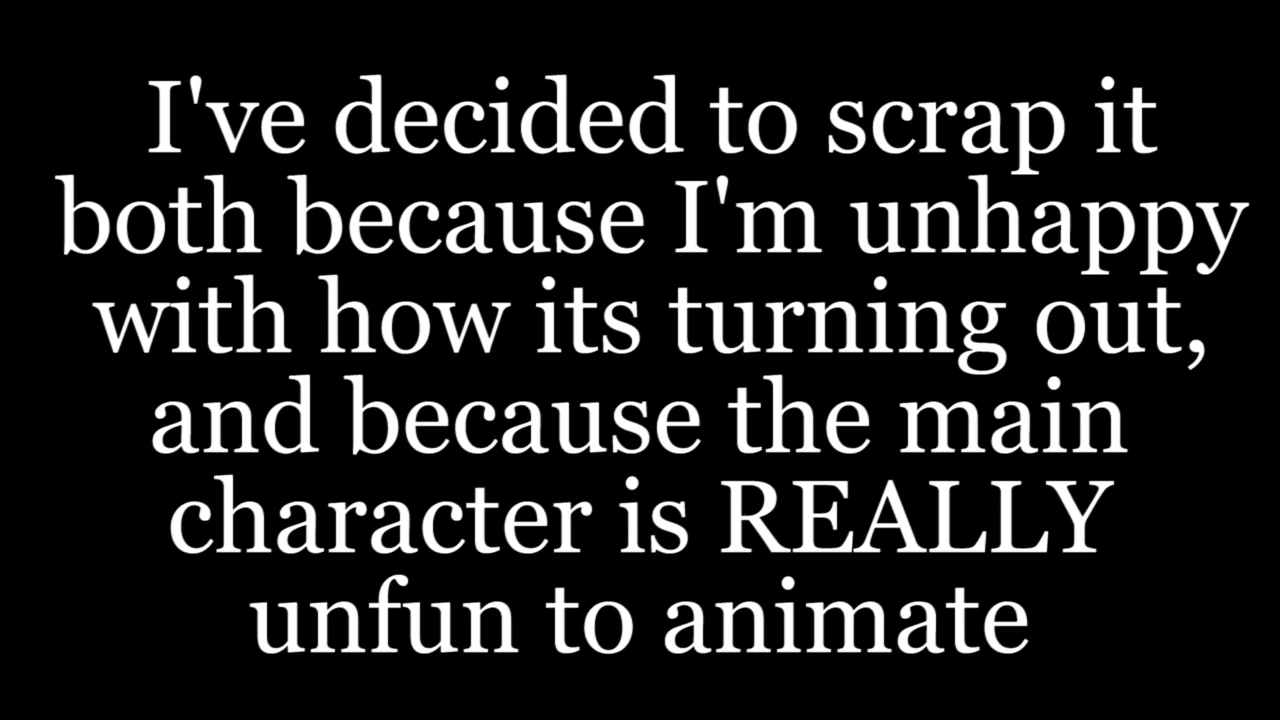 I've decided to scrap it
both because I'm unhappy
with how its turning out,
and because the main
character is REALLY
unfun to animate